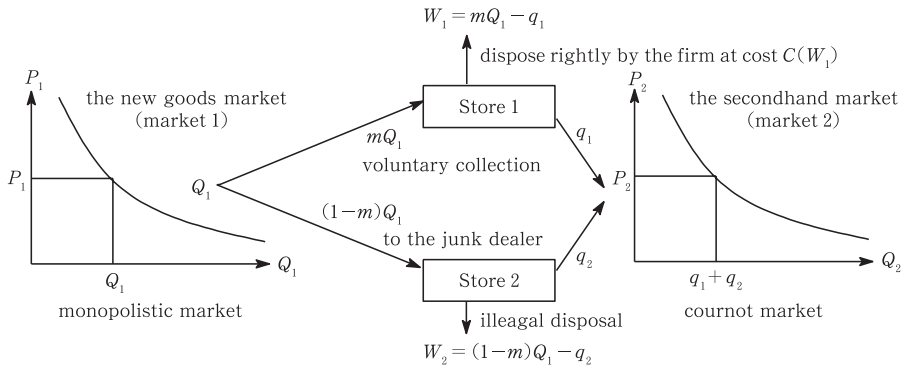 W₁ = mQ₁ − q₁
dispose rightly by the firm at cost C(W₁)
P₁
the new goods market
(market 1)
P₁
Q₁
Q₁
monopolistic market
Q₁
mQ₁
voluntary collection
(1−m)Q₁
to the junk dealer
Store 1
q₁
Store 2
q₂
illeagal disposal
W₂ = (1−m)Q₁ − q₂
P₂
the secondhand market
(market 2)
P₂
Q₂
q₁ + q₂
cournot market